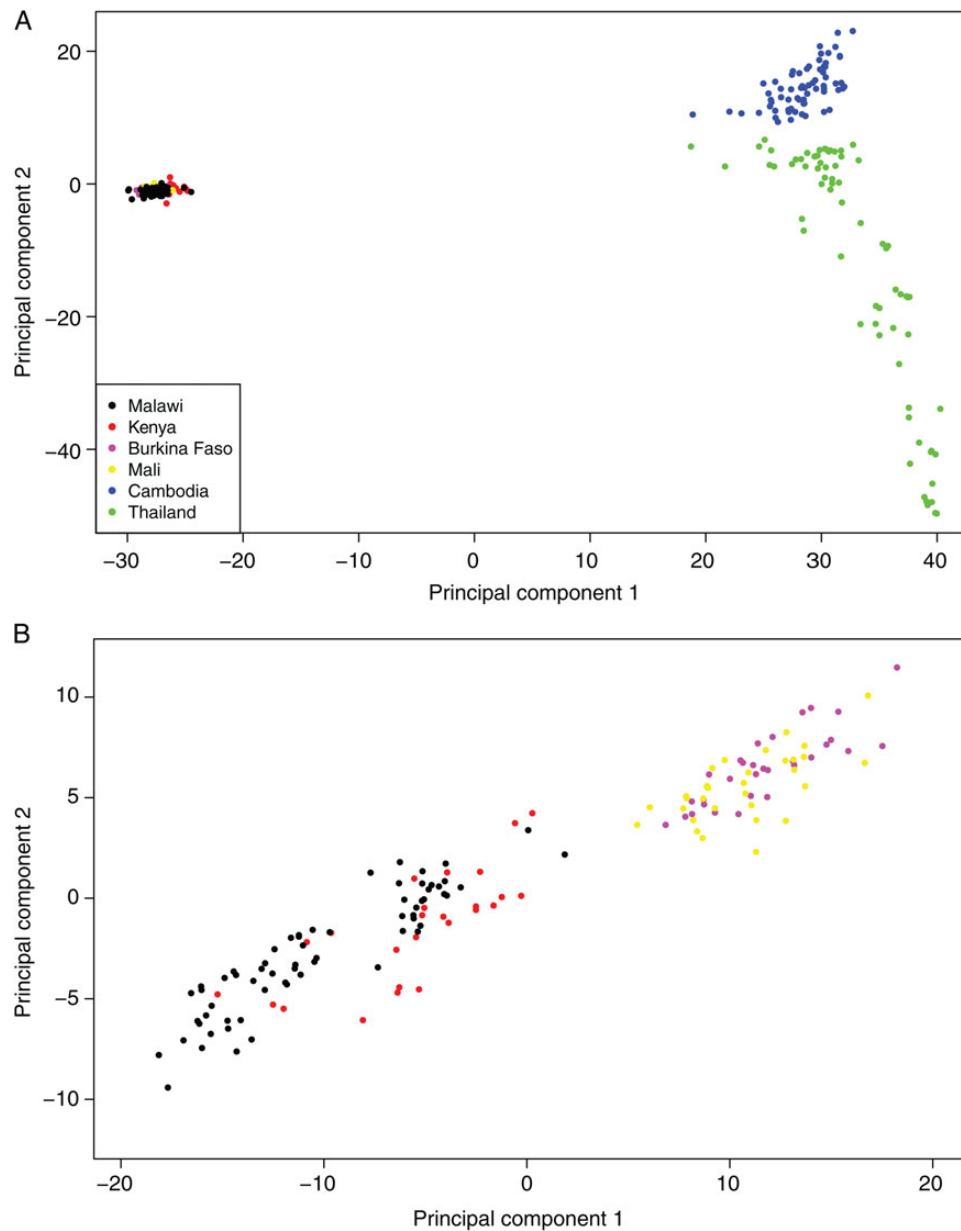 A
20
0
−20
−40
Principal component 2
Malawi
Kenya
Burkina Faso
Mali
Cambodia
Thailand
−30 −20 −10 0 10 20 30 40
Principal component 1
B
10
5
0
−5
−10
Principal component 2
−20 −10 0 10 20
Principal component 1